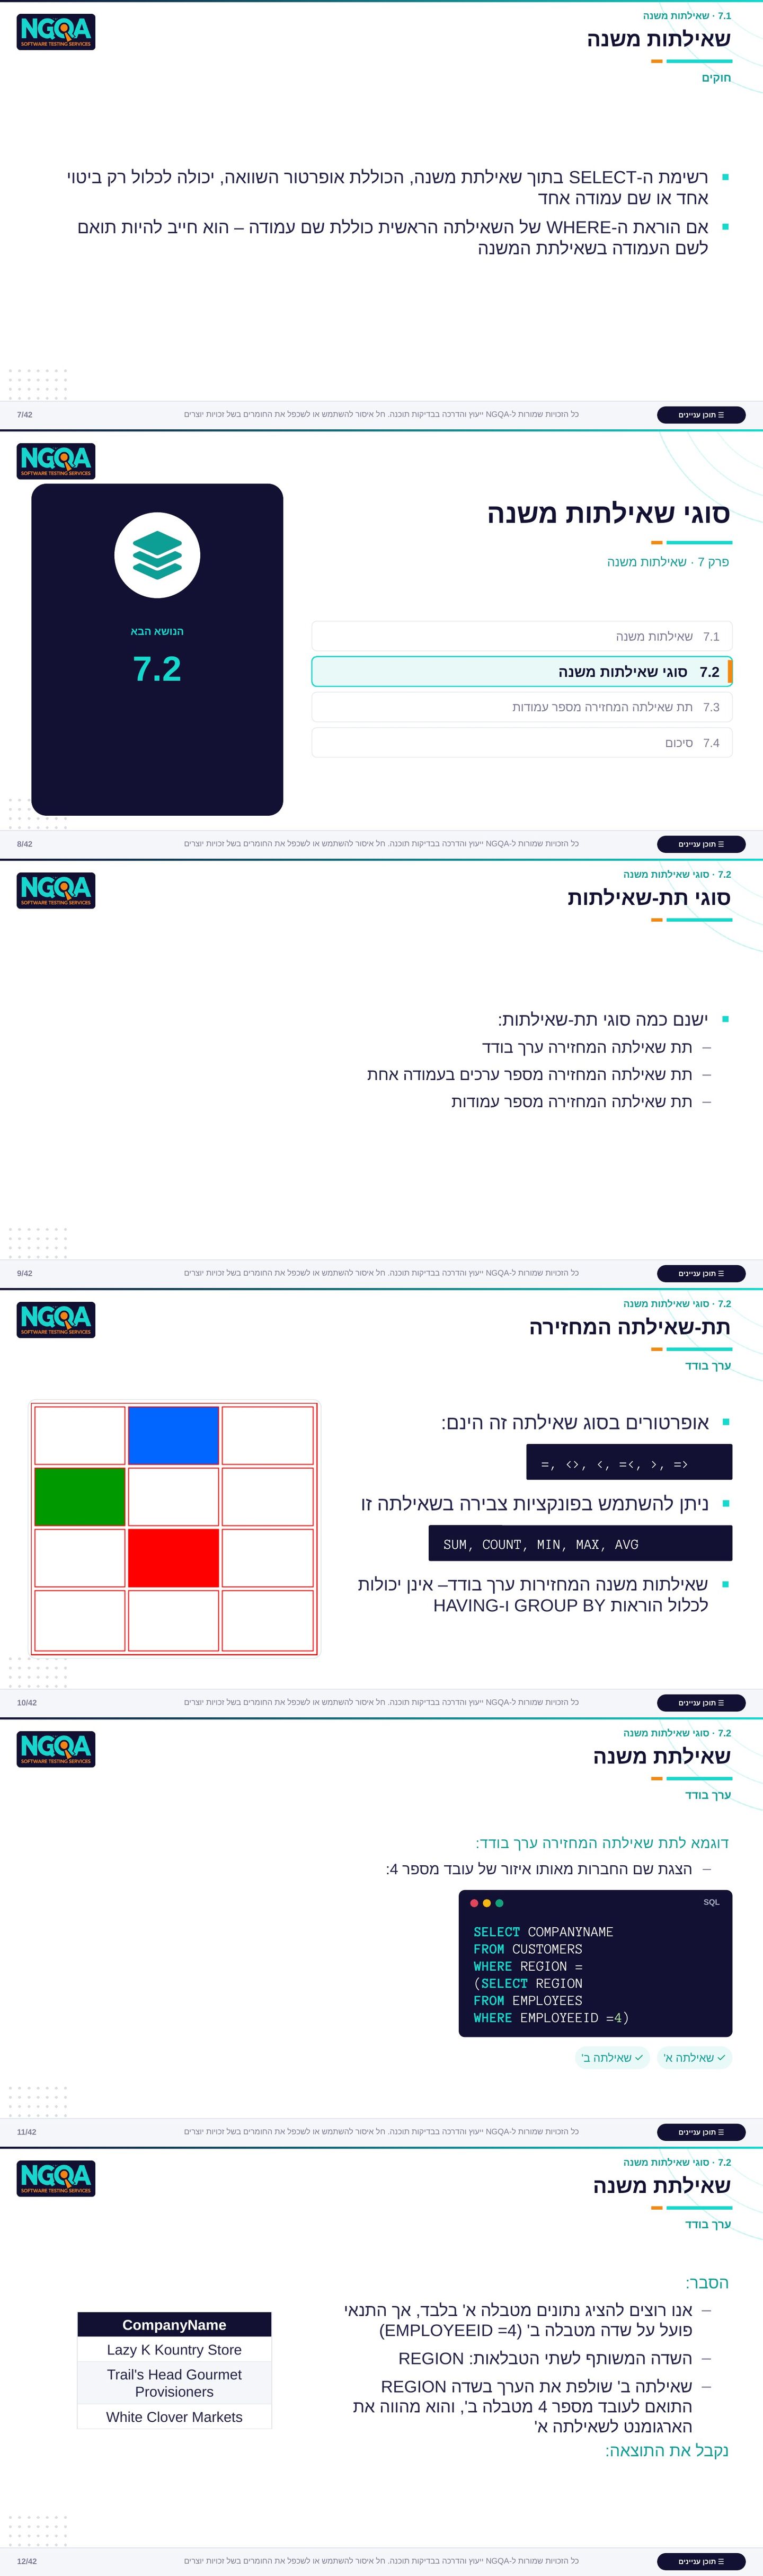 7.1 · שאילתות משנה
שאילתות משנה
חוקים
NGQA
SOFTWARE TESTING SERVICES
רשימת ה-SELECT בתוך שאילתת משנה, הכוללת אופרטור השוואה, יכולה לכלול רק ביטוי
אחד או שם עמודה אחד
אם הוראת ה-WHERE של השאילתה הראשית כוללת שם עמודה – הוא חייב להיות תואם
לשם העמודה בשאילתת המשנה
☰ תוכן עניינים
כל הזכויות שמורות ל-NGQA ייעוץ והדרכה בבדיקות תוכנה. חל איסור להשתמש או לשכפל את החומרים בשל זכויות יוצרים
7/42
NGQA
SOFTWARE TESTING SERVICES
סוגי שאילתות משנה
פרק 7 · שאילתות משנה
7.1 שאילתות משנה
7.2 סוגי שאילתות משנה
7.3 תת שאילתה המחזירה מספר עמודות
7.4 סיכום
הנושא הבא
7.2
☰ תוכן עניינים
כל הזכויות שמורות ל-NGQA ייעוץ והדרכה בבדיקות תוכנה. חל איסור להשתמש או לשכפל את החומרים בשל זכויות יוצרים
8/42
7.2 · סוגי שאילתות משנה
סוגי תת-שאילתות
NGQA
SOFTWARE TESTING SERVICES
ישנם כמה סוגי תת-שאילתות:
– תת שאילתה המחזירה ערך בודד
– תת שאילתה המחזירה מספר ערכים בעמודה אחת
– תת שאילתה המחזירה מספר עמודות
☰ תוכן עניינים
כל הזכויות שמורות ל-NGQA ייעוץ והדרכה בבדיקות תוכנה. חל איסור להשתמש או לשכפל את החומרים בשל זכויות יוצרים
9/42
7.2 · סוגי שאילתות משנה
תת-שאילתה המחזירה
ערך בודד
NGQA
SOFTWARE TESTING SERVICES
אופרטורים בסוג שאילתה זה הינם:
=, <>, <, =<, >, =>
ניתן להשתמש בפונקציות צבירה בשאילתה זו
SUM, COUNT, MIN, MAX, AVG
שאילתות משנה המחזירות ערך בודד– אינן יכולות
לכלול הוראות GROUP BY ו-HAVING
☰ תוכן עניינים
כל הזכויות שמורות ל-NGQA ייעוץ והדרכה בבדיקות תוכנה. חל איסור להשתמש או לשכפל את החומרים בשל זכויות יוצרים
10/42
7.2 · סוגי שאילתות משנה
שאילתת משנה
ערך בודד
NGQA
SOFTWARE TESTING SERVICES
דוגמא לתת שאילתה המחזירה ערך בודד:
– הצגת שם החברות מאותו איזור של עובד מספר 4:
SQL
SELECT COMPANYNAME
FROM CUSTOMERS
WHERE REGION =
(SELECT REGION
FROM EMPLOYEES
WHERE EMPLOYEEID =4)
✓ שאילתה א'
✓ שאילתה ב'
☰ תוכן עניינים
כל הזכויות שמורות ל-NGQA ייעוץ והדרכה בבדיקות תוכנה. חל איסור להשתמש או לשכפל את החומרים בשל זכויות יוצרים
11/42
7.2 · סוגי שאילתות משנה
שאילתת משנה
ערך בודד
NGQA
SOFTWARE TESTING SERVICES
הסבר:
– אנו רוצים להציג נתונים מטבלה א' בלבד, אך התנאי
פועל על שדה מטבלה ב' (EMPLOYEEID =4)
– השדה המשותף לשתי הטבלאות: REGION
– שאילתה ב' שולפת את הערך בשדה REGION
התואם לעובד מספר 4 מטבלה ב', והוא מהווה את
הארגומנט לשאילתה א'
נקבל את התוצאה:
CompanyName
Lazy K Kountry Store
Trail's Head Gourmet
Provisioners
White Clover Markets
☰ תוכן עניינים
כל הזכויות שמורות ל-NGQA ייעוץ והדרכה בבדיקות תוכנה. חל איסור להשתמש או לשכפל את החומרים בשל זכויות יוצרים
12/42